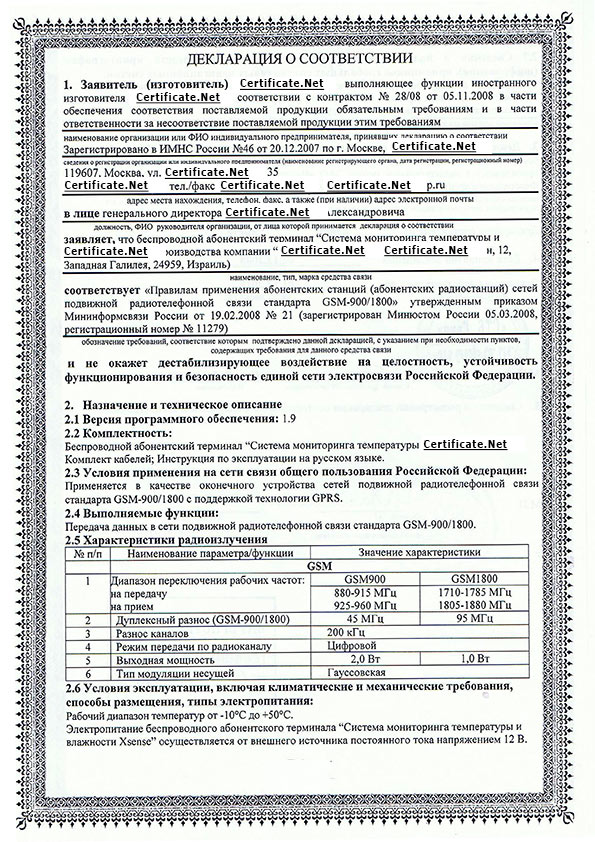 ДЕКЛАРАЦИЯ О СООТВЕТСТВИИ
1. Заявитель (изготовитель) Certificate.Net выполняющее функции иностранного
изготовителя Certificate.Net соответствии с контрактом № 28/08 от 05.11.2008 в части
обеспечения соответствия поставляемой продукции обязательным требованиям и в части
ответственности за несоответствие поставляемой продукции этим требованиям
наименование организации или ФИО индивидуального предпринимателя, принявших декларацию о соответствии
Зарегистрировано в ИМНС России №46 от 20.12.2007 по г. Москве, Certificate.Net
сведения о регистрации организации или индивидуального предпринимателя (наименование регистрирующего органа, дата регистрации, регистрационный номер)
119607. Москва, ул. Certificate.Net 35
Certificate.Net тел./факс Certificate.Net Certificate.Net p.ru
адрес места нахождения, телефон, факс, а также (при наличии) адрес электронной почты
в лице генерального директора Certificate.Net лександровича
должность, ФИО руководителя организации, от лица которой принимается декларация о соответствии
заявляет, что беспроводной абонентский терминал “Система мониторинга температуры и
Certificate.Net юизводства компании “ Certificate.Net Certificate.Net н, 12,
Западная Галилея, 24959, Израиль)
наименование, тип, марка средства связи
соответствует «Правилам применения абонентских станций (абонентских радиостанций) сетей
подвижной радиотелефонной связи стандарта GSM-900/1800» утвержденным приказом
Мининформсвязи России от 19.02.2008 № 21 (зарегистрирован Минюстом России 05.03.2008,
регистрационный номер № 11279)
обозначение требований, соответствие которым подтверждено данной декларацией, с указанием при необходимости пунктов,
содержащих требования для данного средства связи
и не окажет дестабилизирующее воздействие на целостность, устойчивость
функционирования и безопасность единой сети электросвязи Российской Федерации.
2. Назначение и техническое описание
2.1 Версия программного обеспечения: 1.9
2.2 Комплектность:
Беспроводной абонентский терминал “Система мониторинга температуры Certificate.Net
Комплект кабелей; Инструкция по эксплуатации на русском языке.
2.3 Условия применения на сети связи общего пользования Российской Федерации:
Применяется в качестве оконечного устройства сетей подвижной радиотелефонной связи
стандарта GSM-900/1800 с поддержкой технологии GPRS.
2.4 Выполняемые функции:
Передача данных в сети подвижной радиотелефонной связи стандарта GSM-900/1800.
2.5 Характеристики радиоизлучения
№ п/п Наименование параметра/функции Значение характеристики
GSM
1 Диапазон переключения рабочих частот: GSM900 GSM1800
на передачу 880-915 МГц 1710-1785 МГц
на прием 925-960 МГц 1805-1880 МГц
2 Дуплексный разнос (GSM-900/1800) 45 МГц 95 МГц
3 Разнос каналов 200 кГц
4 Режим передачи по радиоканалу Цифровой
5 Выходная мощность 2,0 Вт 1,0 Вт
6 Тип модуляции несущей Гауссовская
2.6 Условия эксплуатации, включая климатические и механические требования,
способы размещения, типы электропитания:
Рабочий диапазон температур от -10°С до +50°С.
Электропитание беспроводного абонентского терминала “Система мониторинга температуры и
влажности Xsense” осуществляется от внешнего источника постоянного тока напряжением 12 В.